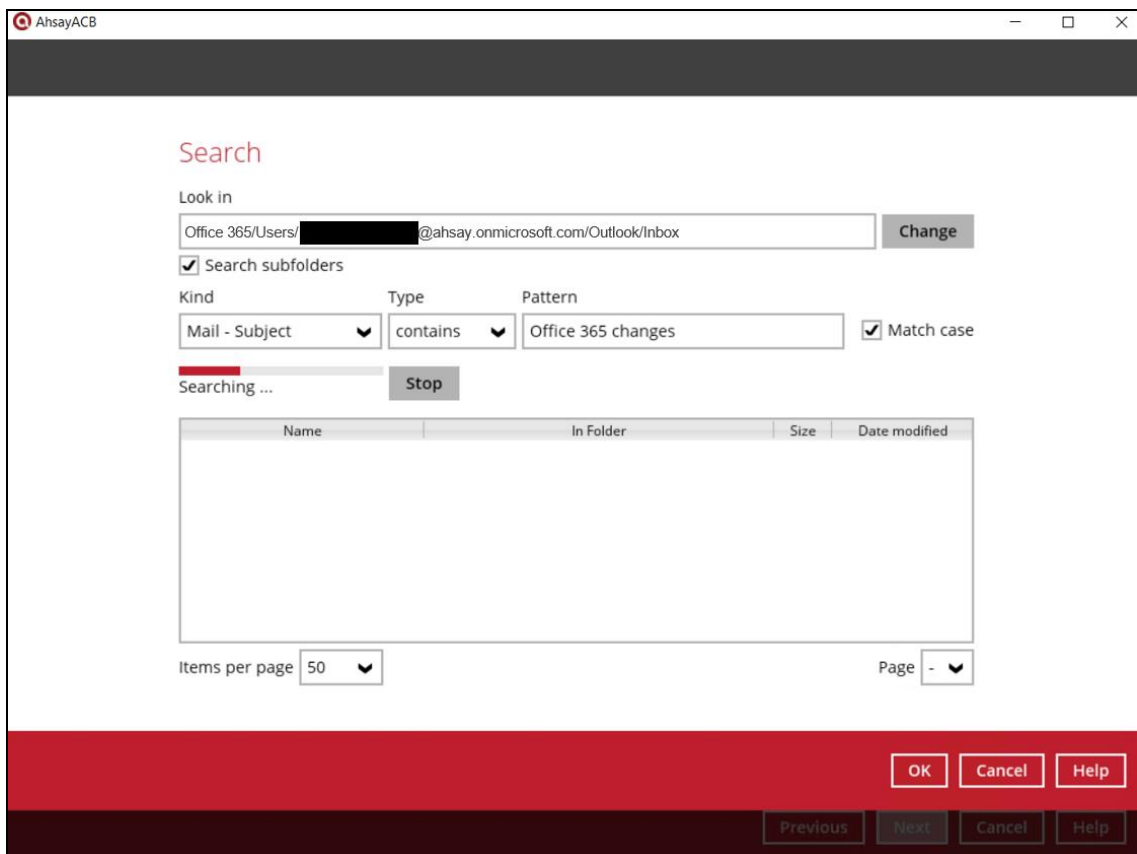 AhsayACB
Search
Look in
Office 365/Users/ @ahsay.onmicrosoft.com/Outlook/Inbox Change
Search subfolders
Kind Type Pattern
Mail - Subject contains Office 365 changes Match case
Searching ... Stop
Name In Folder Size Date modified
Items per page 50 Page -
OK Cancel Help
Previous Next Cancel Help